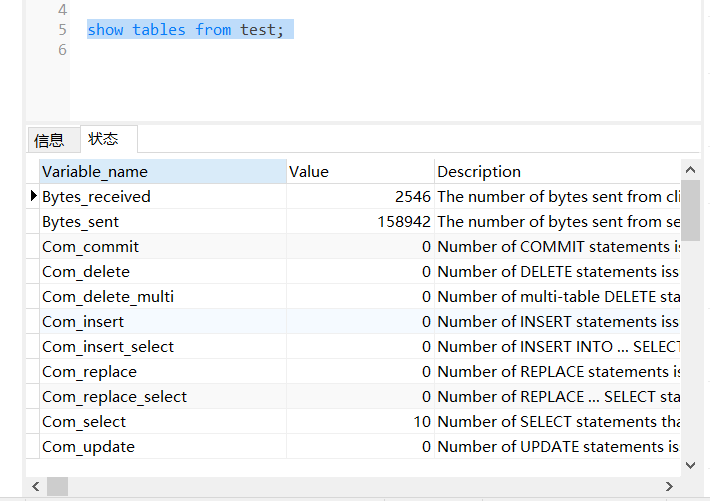 4
5 show tables from test;
6
信息 状态
Variable_name Value Description
Bytes_received 2546 The number of bytes sent from cli
Bytes_sent 158942 The number of bytes sent from se
Com_commit 0 Number of COMMIT statements is
Com_delete 0 Number of DELETE statements iss
Com_delete_multi 0 Number of multi-table DELETE sta
Com_insert 0 Number of INSERT statements iss
Com_insert_select 0 Number of INSERT INTO ... SELECT
Com_replace 0 Number of REPLACE statements is
Com_replace_select 0 Number of REPLACE ... SELECT sta
Com_select 10 Number of SELECT statements tha
Com_update 0 Number of UPDATE statements is